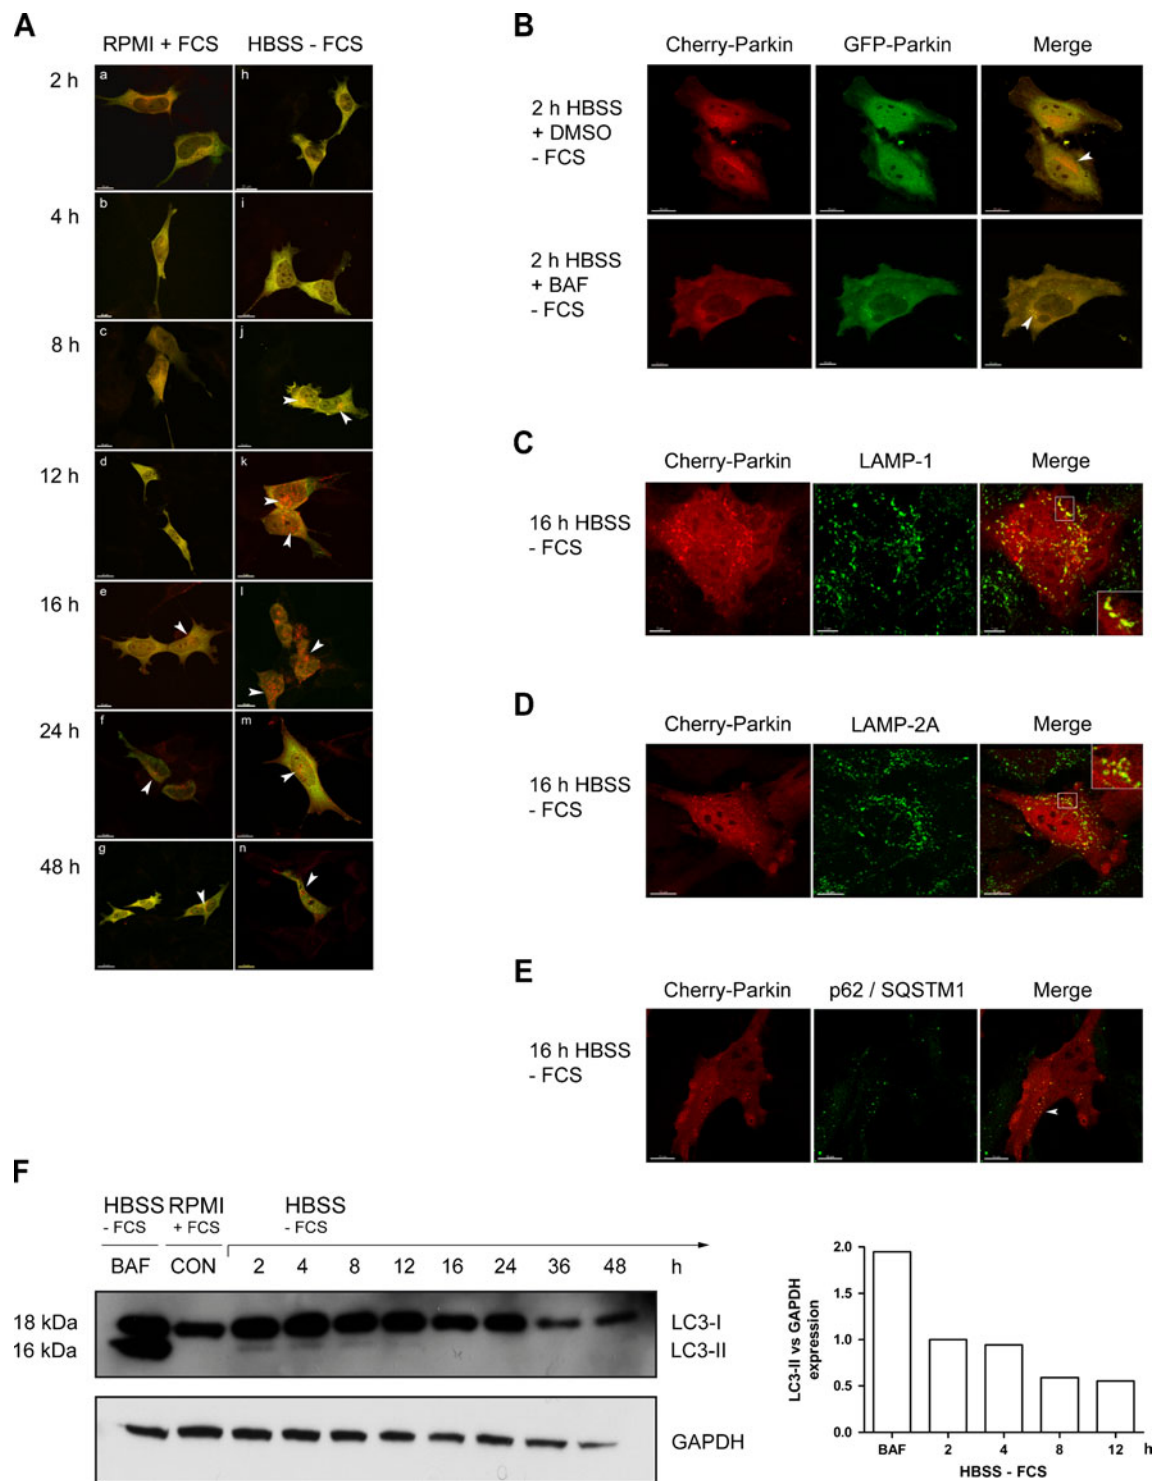 A
RPMI + FCS
HBSS - FCS
2 h
a
h
4 h
b
i
8 h
c
j
12 h
d
k
16 h
e
l
24 h
f
m
48 h
g
n
B
Cherry-Parkin
GFP-Parkin
Merge
2 h HBSS
+ DMSO
- FCS
2 h HBSS
+ BAF
- FCS
C
Cherry-Parkin
LAMP-1
Merge
16 h HBSS
- FCS
D
Cherry-Parkin
LAMP-2A
Merge
16 h HBSS
- FCS
E
Cherry-Parkin
p62 / SQSTM1
Merge
16 h HBSS
- FCS
F
HBSS RPMI HBSS
- FCS + FCS - FCS
BAF CON 2 4 8 12 16 24 36 48 h
18 kDa
LC3-I
16 kDa
LC3-II
GAPDH
LC3-II vs GAPDH
expression
2.0
1.5
1.0
0.5
0.0
BAF 2 4 8 12 h
HBSS - FCS